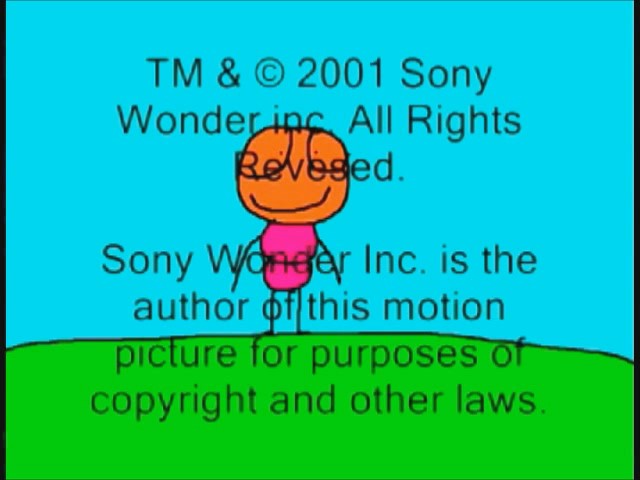 TM & © 2001 Sony
Wonder inc. All Rights
Revesed.
Sony Wonder Inc. is the
author of this motion
picture for purposes of
copyright and other laws.